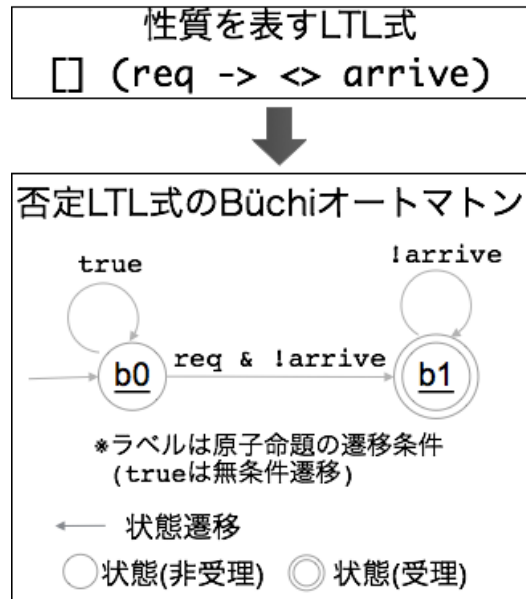 性質を表すLTL式
[] (req -> <> arrive)
否定LTL式のBüchiオートマトン
true
!arrive
b0
req & !arrive
b1
※ラベルは原子命題の遷移条件
(trueは無条件遷移)
状態遷移
状態(非受理)
状態(受理)